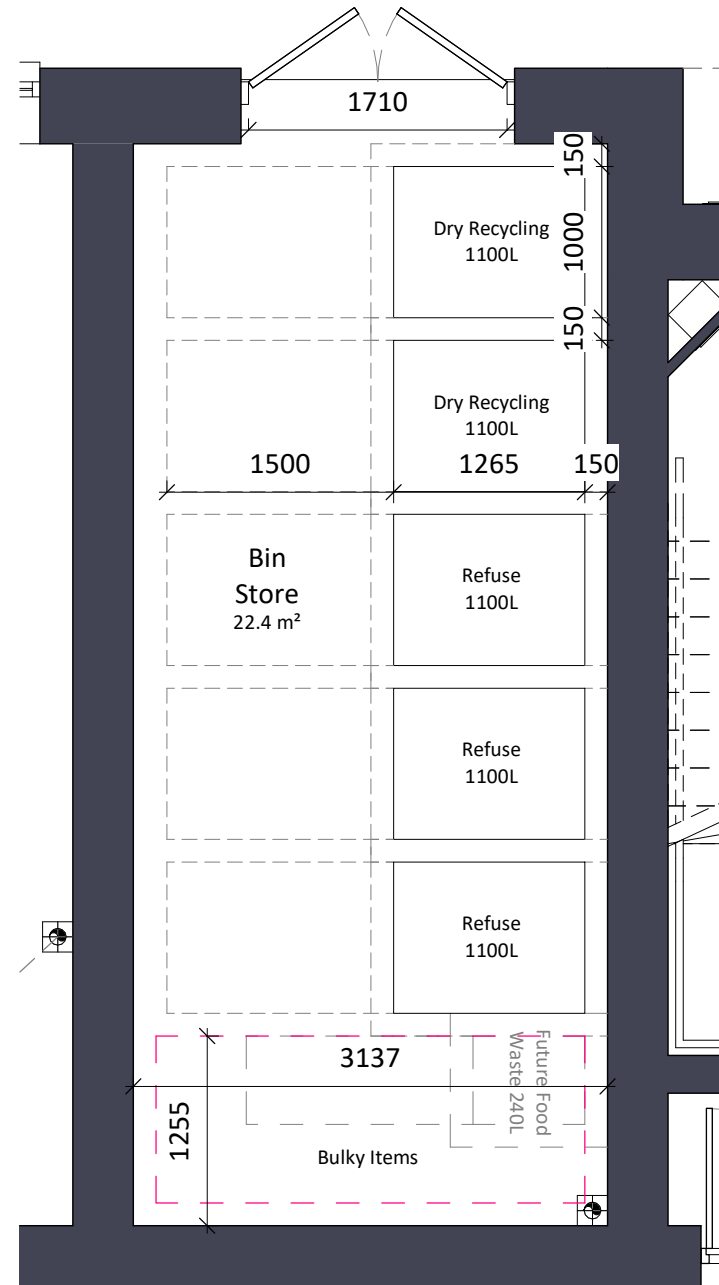 1710
150
Dry Recycling
1100L
1000
150
Dry Recycling
1100L
1500
1265
150
Bin
Store
22.4 m²
Refuse
1100L
Refuse
1100L
Refuse
1100L
Future Food
Waste 240L
3137
1255
Bulky Items